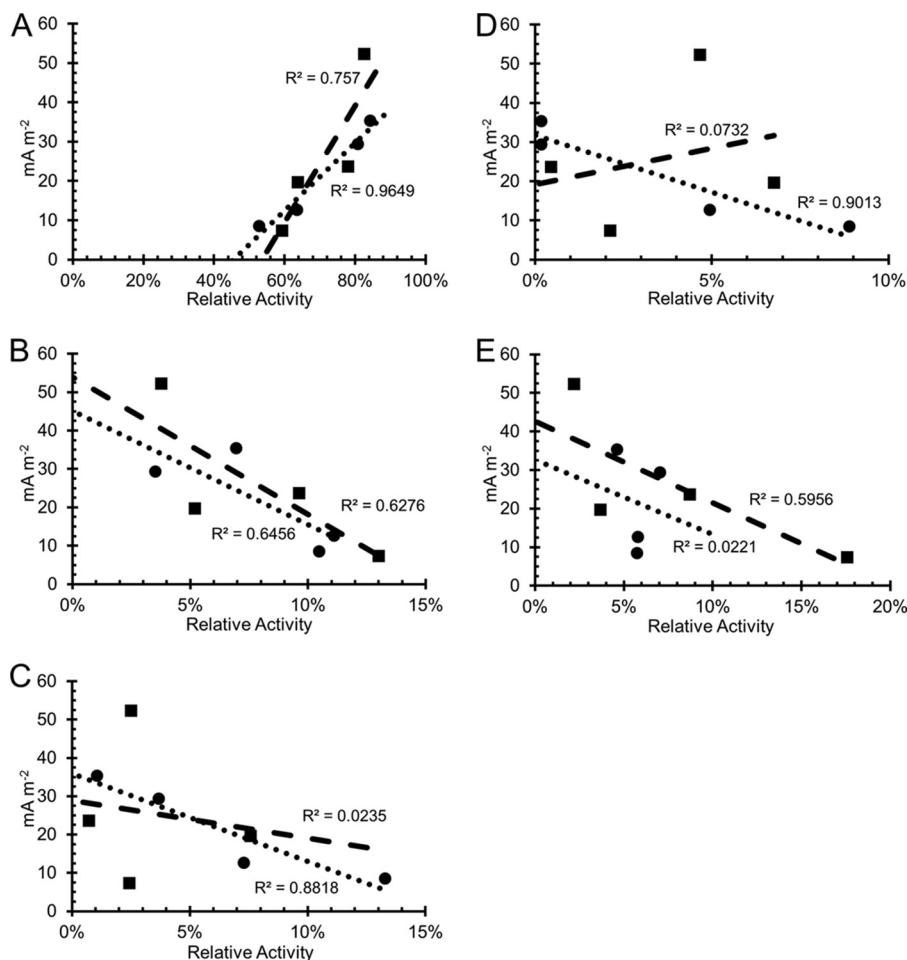 A
60
50
40
30
20
10
0
mA m-2
R² = 0.757
R² = 0.9649
0% 20% 40% 60% 80% 100%
Relative Activity
D
60
50
40
30
20
10
0
mA m-2
R² = 0.0732
R² = 0.9013
0% 5% 10%
Relative Activity
B
60
50
40
30
20
10
0
mA m-2
R² = 0.6276
R² = 0.6456
0% 5% 10% 15%
Relative Activity
E
60
50
40
30
20
10
0
mA m-2
R² = 0.5956
R² = 0.0221
0% 5% 10% 15% 20%
Relative Activity
C
60
50
40
30
20
10
0
mA m-2
R² = 0.0235
R² = 0.8818
0% 5% 10% 15%
Relative Activity